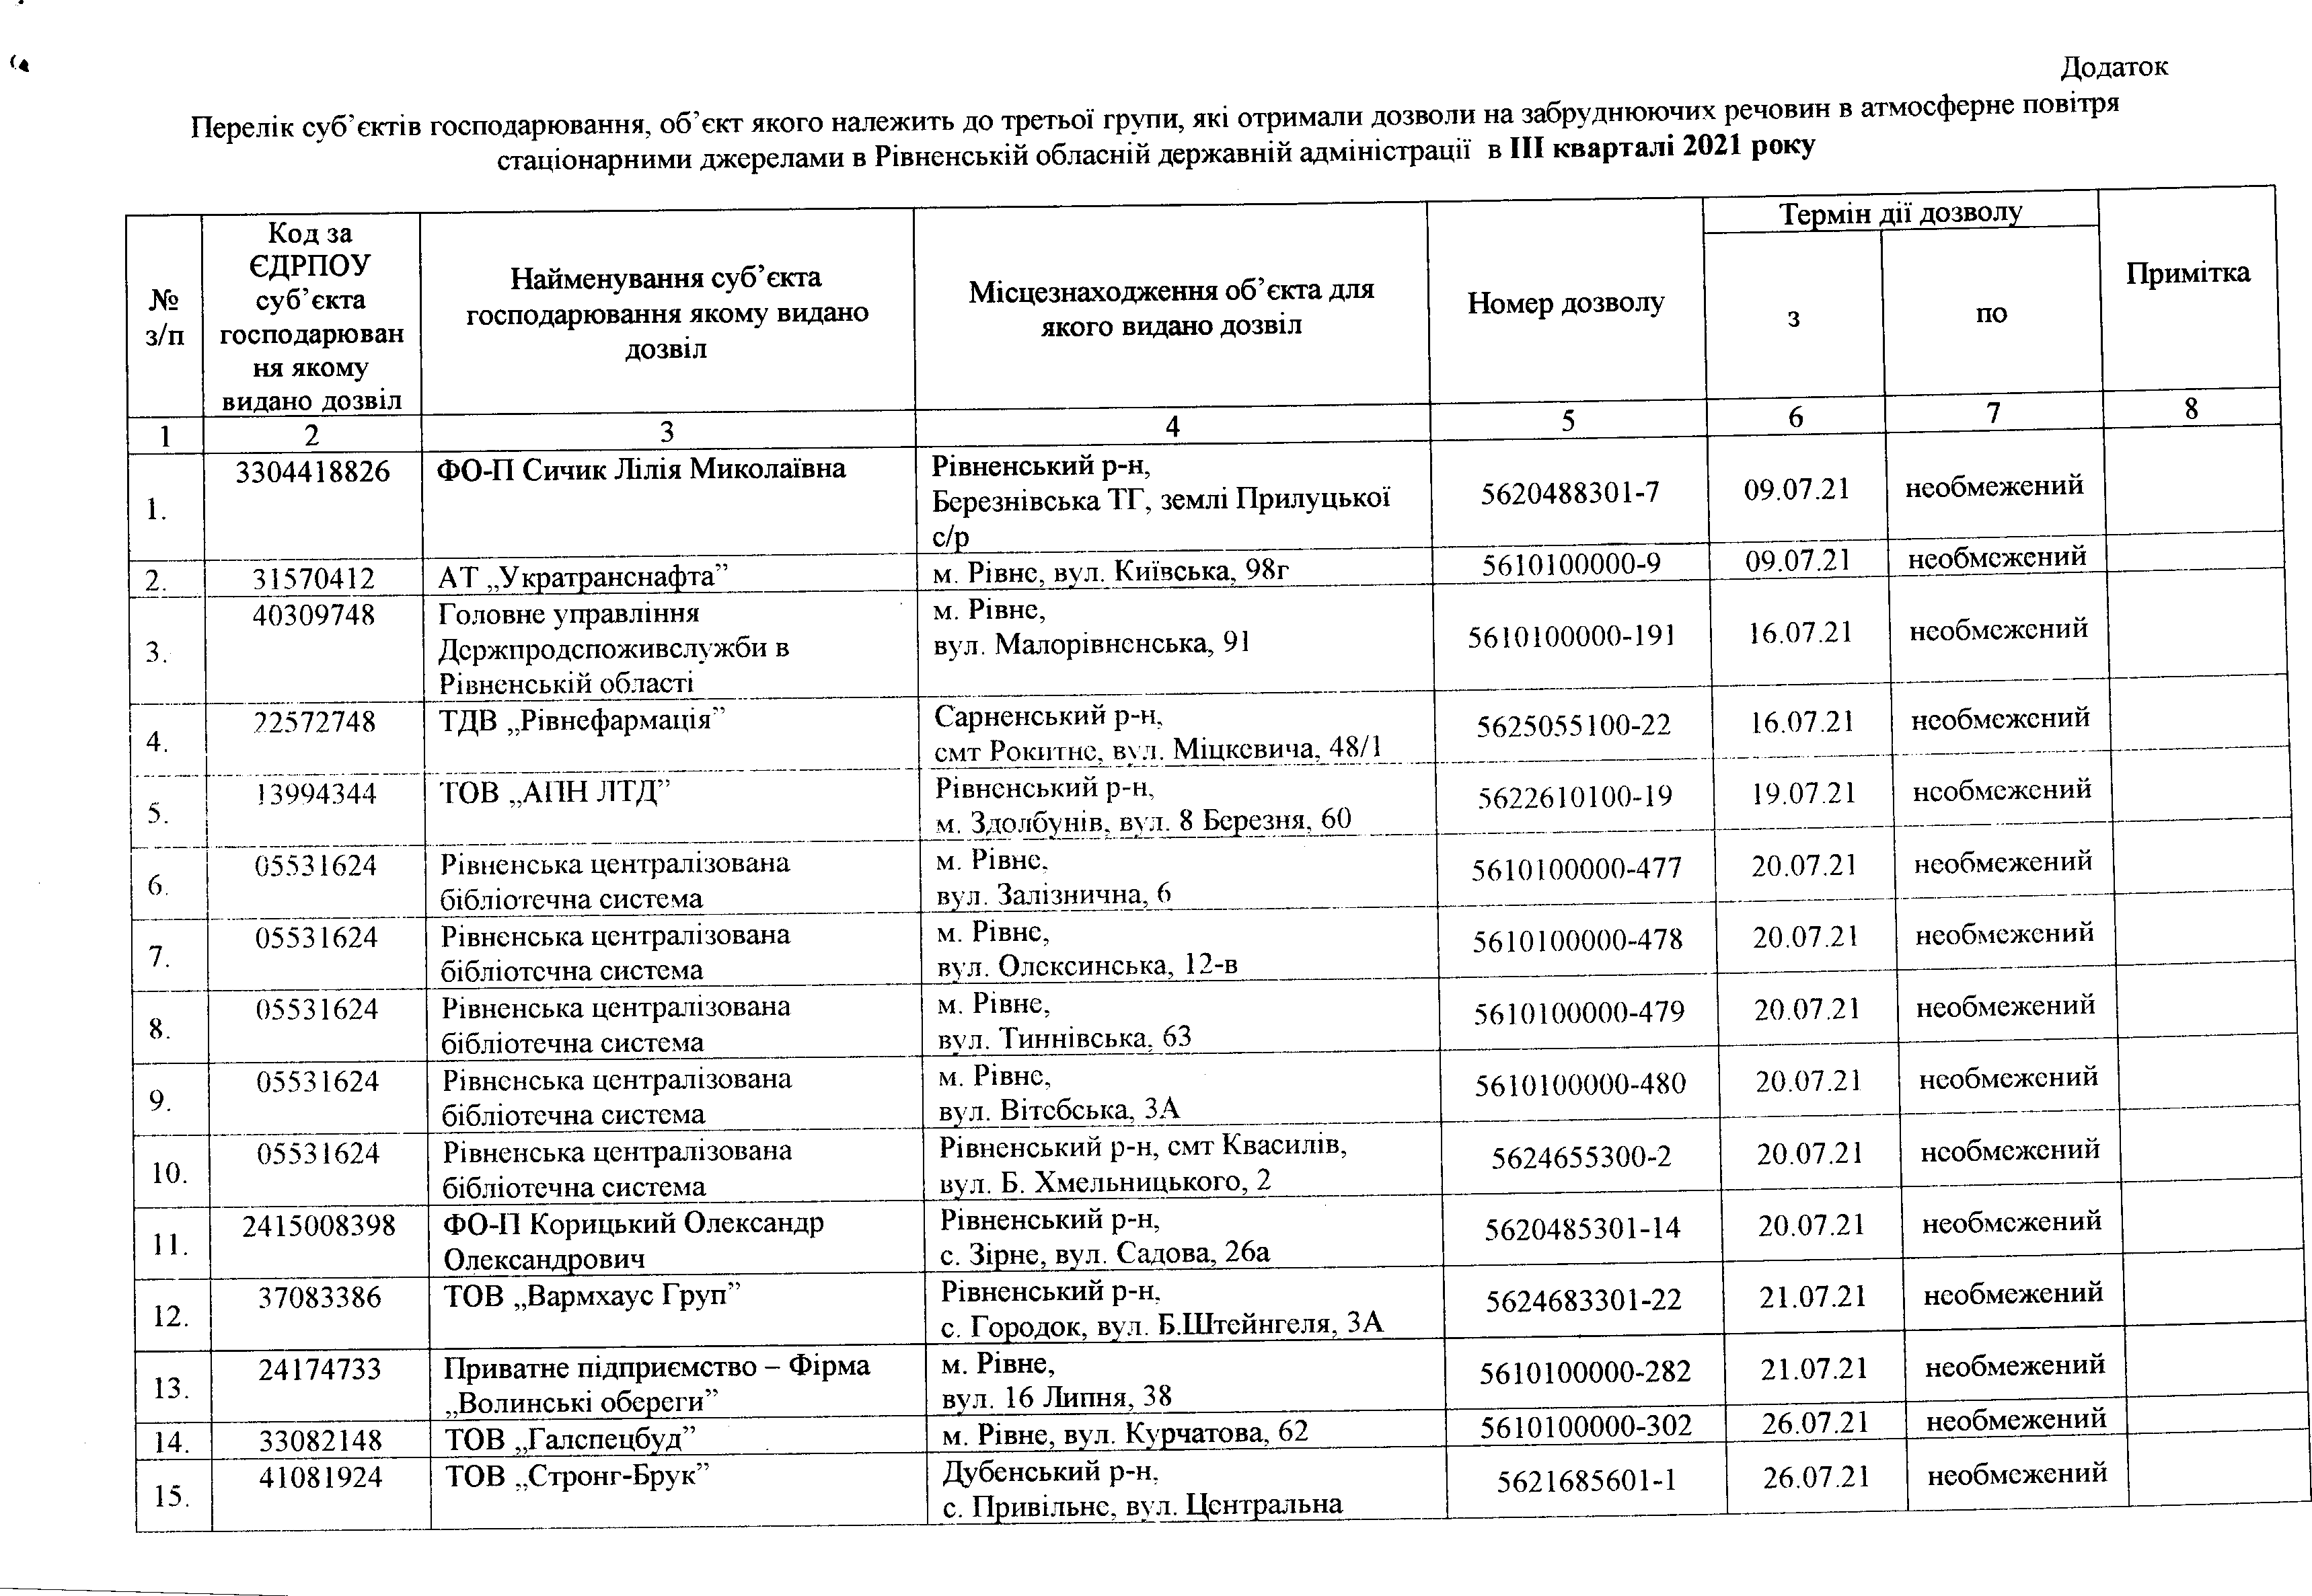 Додаток
Перелік суб’єктів господарювання, об’єкт якого належить до третьої групи, які отримали дозволи на забруднюючих речовин в атмосферне повітря
стаціонарними джерелами в Рівненській обласній державній адміністрації в ІІІ кварталі 2021 року
№
з/п
Код за
ЄДРПОУ
суб’єкта
господарюван
ня якому
видано дозвіл
Найменування суб’єкта
господарювання якому видано
дозвіл
Місцезнаходження об’єкта для
якого видано дозвіл
Номер дозволу
Термін дії дозволу
з
по
Примітка
1 2 3 4 5 6 7 8
1. 3304418826 ФО-П Сичик Лілія Миколаївна Рівненський р-н,
Березнівська ТГ, землі Прилуцької
с/р
5620488301-7 09.07.21 необмежений
2. 31570412 АТ „Укратранснафта” м. Рівне, вул. Київська, 98г 5610100000-9 09.07.21 необмежений
3. 40309748 Головне управління
Держпродспоживслужби в
Рівненській області
м. Рівне,
вул. Малорівненська, 91
5610100000-191 16.07.21 необмежений
4. 22572748 ТДВ „Рівнефармація”
Сарненський р-н,
смт Рокитне, вул. Міцкевича, 48/1
5625055100-22 16.07.21 необмежений
5. 13994344 ТОВ „АПН ЛТД”
Рівненський р-н,
м. Здолбунів, вул. 8 Березня, 60
5622610100-19 19.07.21 необмежений
6. 05531624 Рівненська централізована
бібліотечна система
м. Рівне,
вул. Залізнична, 6
5610100000-477 20.07.21 необмежений
7. 05531624 Рівненська централізована
бібліотечна система
м. Рівне,
вул. Олексинська, 12-в
5610100000-478 20.07.21 необмежений
8. 05531624 Рівненська централізована
бібліотечна система
м. Рівне,
вул. Тиннівська, 63
5610100000-479 20.07.21 необмежений
9. 05531624 Рівненська централізована
бібліотечна система
м. Рівне,
вул. Вітебська, 3А
5610100000-480 20.07.21 необмежений
10. 05531624 Рівненська централізована
бібліотечна система
Рівненський р-н, смт Квасилів,
вул. Б. Хмельницького, 2
5624655300-2 20.07.21 необмежений
11. 2415008398 ФО-П Корицький Олександр
Олександрович
Рівненський р-н,
с. Зірне, вул. Садова, 26а
5620485301-14 20.07.21 необмежений
12. 37083386 ТОВ „Вармхаус Груп”
Рівненський р-н,
с. Городок, вул. Б.Штейнгеля, 3А
5624683301-22 21.07.21 необмежений
13. 24174733 Приватне підприємство – Фірма
„Волинські обереги”
м. Рівне,
вул. 16 Липня, 38
5610100000-282 21.07.21 необмежений
14. 33082148 ТОВ „Галспецбуд” м. Рівне, вул. Курчатова, 62 5610100000-302 26.07.21 необмежений
15. 41081924 ТОВ „Стронг-Брук”
Дубенський р-н,
с. Привільне, вул. Центральна
5621685601-1 26.07.21 необмежений